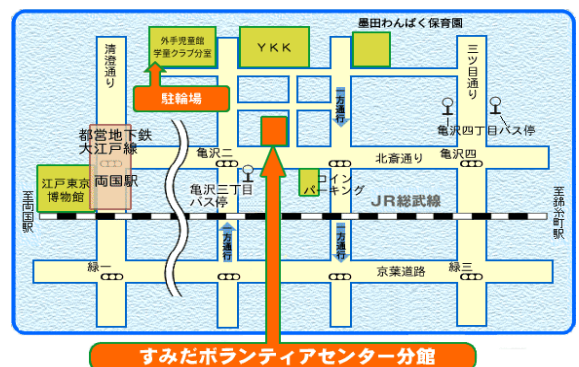 墨田わんぱく保育園
外手児童館
学童クラブ分室
YKK
清澄通り
三ツ目通り
駐輪場
一方通行
亀沢四丁目バス停
都営地下鉄
大江戸線
両国駅
亀沢二
北斎通り
亀沢四
江戸東京
博物館
亀沢三丁目
バス停
コイン
パーキング
JR総武線
至両国駅
至錦糸町駅
一方通行
一方通行
緑一
京葉道路
緑三
すみだボランティアセンター分館